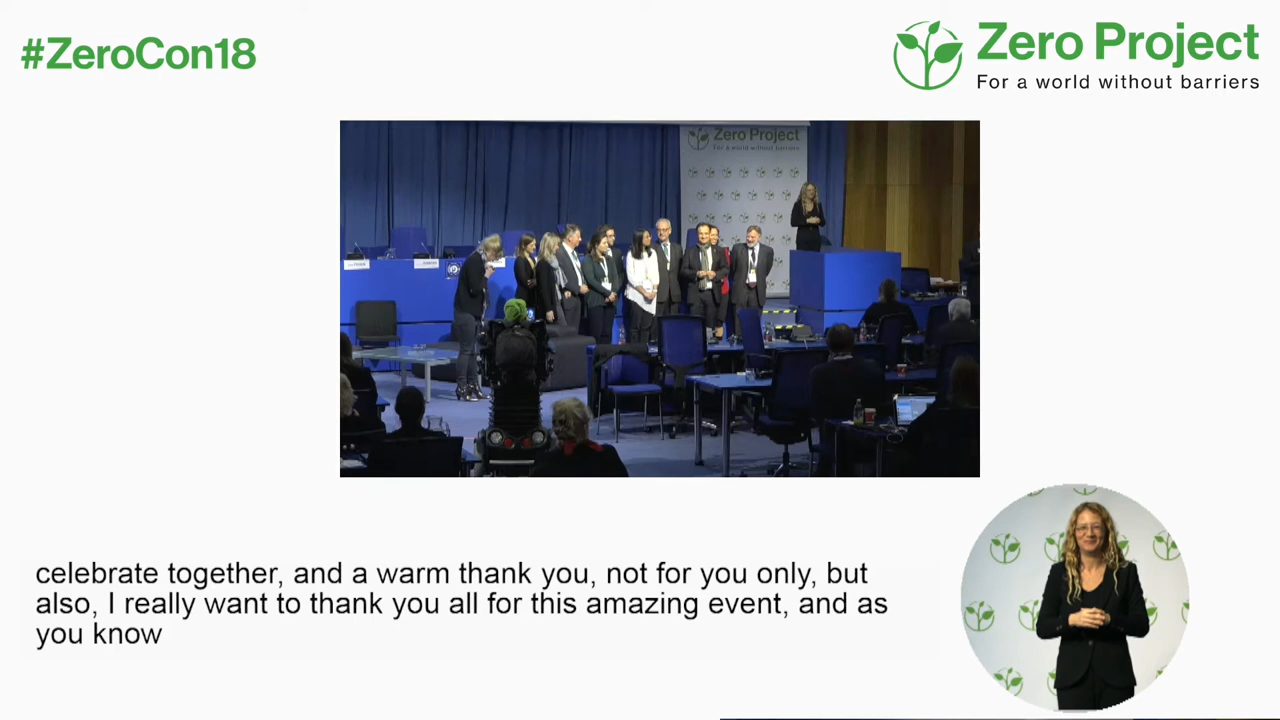 #ZeroCon18
Zero Project
For a world without barriers
Zero Project
For a world without barriers
celebrate together, and a warm thank you, not for you only, but
also, I really want to thank you all for this amazing event, and as
you know